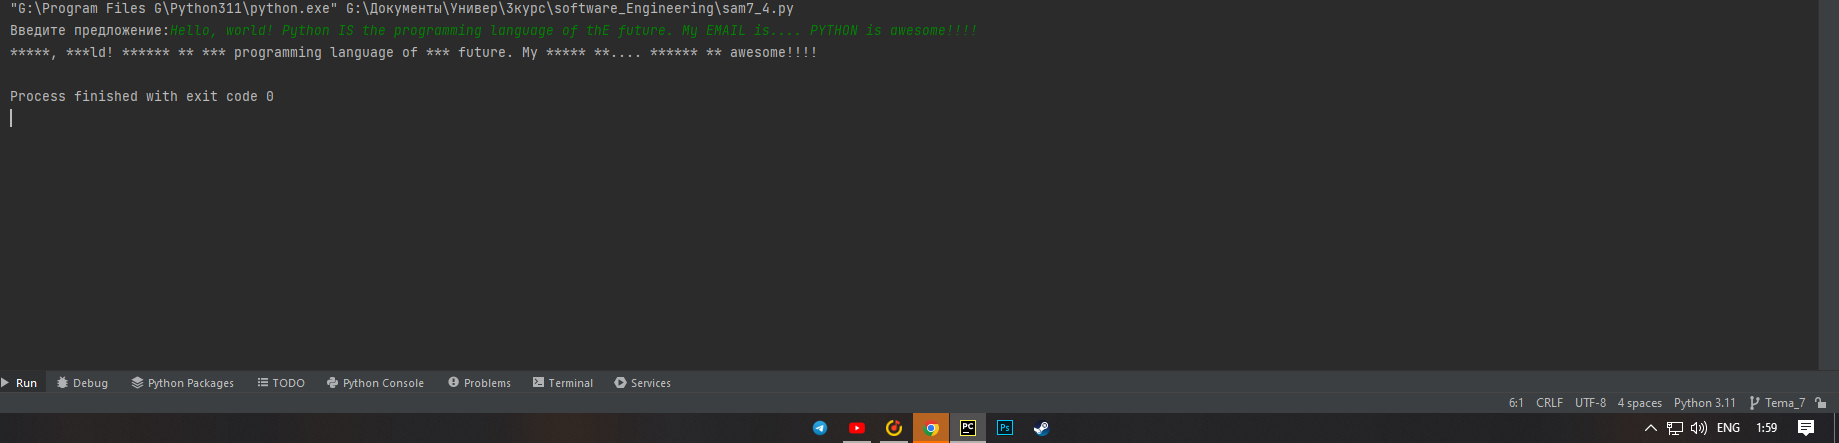 "G:\Program Files G\Python311\python.exe" G:\Документы\Универ\3курс\software_Engineering\sam7_4.py
Введите предложение:Hello, world! Python IS the programming language of thE future. My EMAIL is.... PYTHON is awesome!!!!
*****, ***ld! ****** ** *** programming language of *** future. My ***** **.... ****** ** awesome!!!!
Process finished with exit code 0
Run Debug Python Packages TODO Python Console Problems Terminal Services
6:1 CRLF UTF-8 4 spaces Python 3.11 Tema_7
PC Ps ENG 1:59